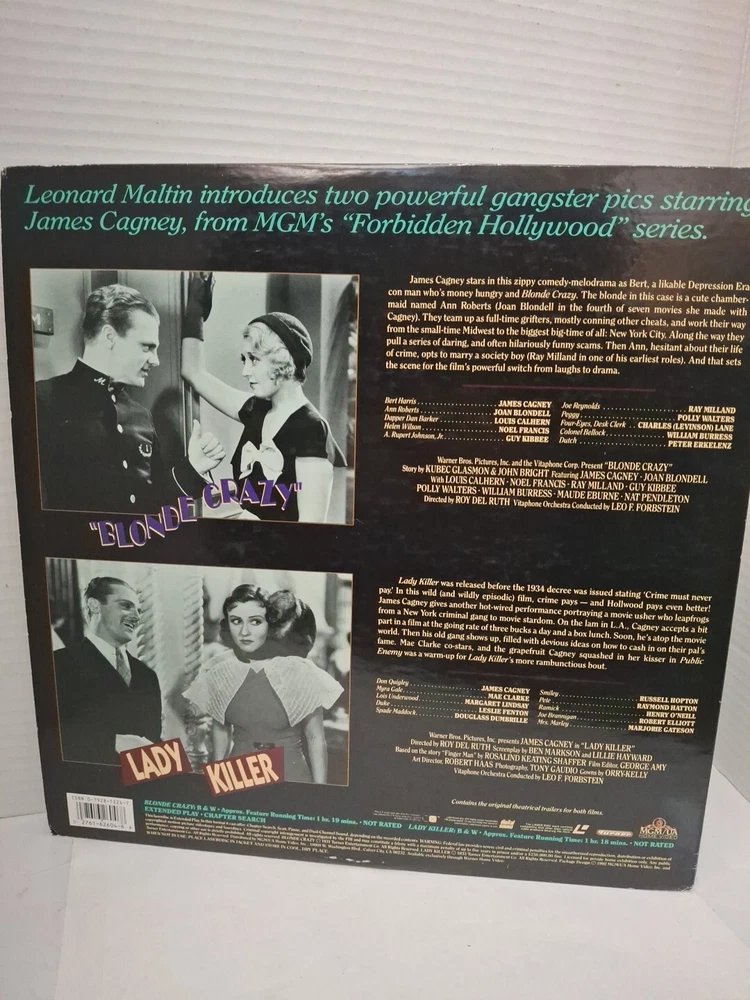 Leonard Maltin introduces two powerful gangster pics starring
James Cagney, from MGM's "Forbidden Hollywood" series.
James Cagney stars in this zippy comedy-melodrama as Bert, a likable Depression Era
con man who's money hungry and Blonde Crazy. The blonde in this case is a cute chamber-
maid named Ann Roberts (Joan Blondell in the fourth of seven movies she made with
Cagney). They team up as full-time grifters, mostly conning other cheats, and work their way
from the small-time Midwest to the biggest big-time of all: New York City. Along the way they
pull a series of daring, and often hilariously funny scams. Then Ann, hesitant about their life
of crime, opts to marry a society boy (Ray Milland in one of his earliest roles). And that sets
the scene for the film's powerful switch from laughs to drama.
Bert Harris JAMES CAGNEY
Ann Roberts JOAN BLONDELL
Dapper Dan Barker LOUIS CALHERN
Helen Wilson NOEL FRANCIS
A. Rupert Johnson, Jr. GUY KIBBEE
Joe Reynolds RAY MILLAND
Peggy POLLY WALTERS
Four-Eyes, Desk Clerk CHARLES (LEVINSON) LANE
Colonel Bellock WILLIAM BURRESS
Dutch PETER ERKELENZ
Warner Bros. Pictures, Inc. and the Vitaphone Corp. Present "BLONDE CRAZY"
Story by KUBEC GLASMON & JOHN BRIGHT Featuring JAMES CAGNEY · JOAN BLONDELL
With LOUIS CALHERN · NOEL FRANCIS · RAY MILLAND · GUY KIBBEE
POLLY WALTERS · WILLIAM BURRESS · MAUDE EBURNE · NAT PENDLETON
Directed by ROY DEL RUTH Vitaphone Orchestra Conducted by LEO F. FORBSTEIN
"BLONDE CRAZY"
Lady Killer was released before the 1934 decree was issued stating 'Crime must never
pay.' In this wild (and wildly episodic) film, crime pays — and Hollwood pays even better!
James Cagney gives another hot-wired performance portraying a movie usher who leapfrogs
from a New York criminal gang to movie stardom. On the lam in L.A., Cagney accepts a bit
part in a film at the going rate of three bucks a day and a box lunch. Soon, he's atop the movie
world. Then his old gang shows up, filled with devious ideas on how to cash in on their pal's
fame. Mae Clarke co-stars, and the grapefruit Cagney squashed in her kisser in Public
Enemy was a warm-up for Lady Killer's more rambunctious bout.
Don Quigley JAMES CAGNEY
Myra Gale MAE CLARKE
Lois Underwood MARGARET LINDSAY
Duke LESLIE FENTON
Spade Maddock DOUGLASS DUMBRILLE
Smiley RUSSELL HOPTON
Pete RAYMOND HATTON
Ramick HENRY O'NEILL
Joe Brannigan ROBERT ELLIOTT
Mrs. Marley MARJORIE GATESON
Warner Bros. Pictures, Inc. presents JAMES CAGNEY in "LADY KILLER"
Directed by ROY DEL RUTH Screenplay by BEN MARKSON and LILLIE HAYWARD
Based on the story "Finger Man" by ROSALIND KEATING SHAFFER Film Editor, GEORGE AMY
Art Director, ROBERT HAAS Photography, TONY GAUDIO Gowns by ORRY-KELLY
Vitaphone Orchestra Conducted by LEO F. FORBSTEIN
LADY KILLER
Contains the original theatrical trailers for both films.
BLONDE CRAZY: B & W • Approx. Feature Running Time: 1 hr. 19 mins. • NOT RATED LADY KILLER: B & W • Approx. Feature Running Time: 1 hr. 18 mins. • NOT RATED
EXTENDED PLAY • CHAPTER SEARCH
MGM/UA
HOME VIDEO